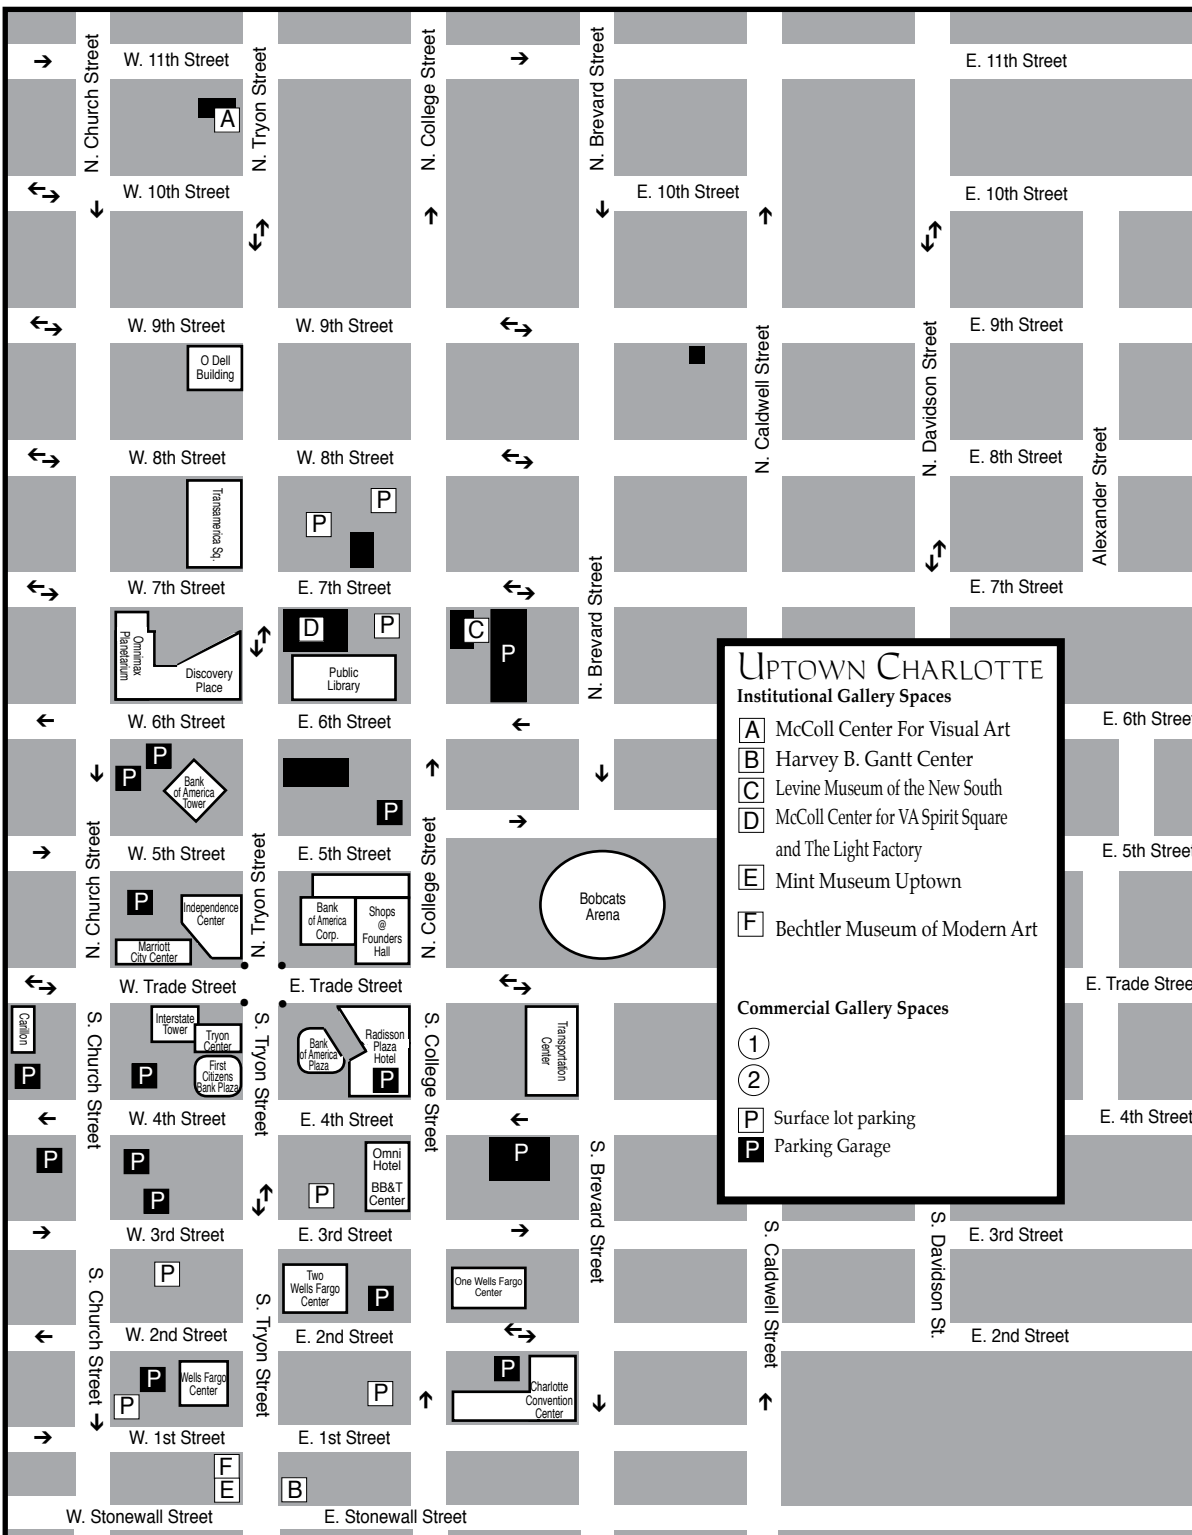 N. Church Street
N. Tryon Street
N. College Street
N. Brevard Street
W. 11th Street
E. 11th Street
A
W. 10th Street
E. 10th Street
E. 10th Street
W. 9th Street
W. 9th Street
E. 9th Street
N. Caldwell Street
N. Davidson Street
O Dell
Building
W. 8th Street
W. 8th Street
E. 8th Street
Alexander Street
Transamerica Sq.
P
P
W. 7th Street
E. 7th Street
E. 7th Street
N. Brevard Street
Omnimax
Planetarium
Discovery
Place
D
P
Public
Library
C
P
W. 6th Street
E. 6th Street
E. 6th Street
P
P
Bank
of America
Tower
P
N. Church Street
N. Tryon Street
N. College Street
W. 5th Street
E. 5th Street
E. 5th Street
P
Independence
Center
Marriott
City Center
Bank
of America
Corp.
Shops
@
Founders
Hall
Bobcats
Arena
W. Trade Street
E. Trade Street
E. Trade Stree
Carillon
P
S. Church Street
Interstate
Tower
Tryon
Center
First
Citizens
Bank Plaza
P
S. Tryon Street
Bank
of America
Plaza
Radisson
Plaza
Hotel
P
S. College Street
Transportation
Center
W. 4th Street
E. 4th Street
E. 4th Street
P
P
P
P
Omni
Hotel
BB&T
Center
P
S. Brevard Street
W. 3rd Street
E. 3rd Street
E. 3rd Street
S. Caldwell Street
S. Davidson St.
S. Church Street
P
S. Tryon Street
Two
Wells Fargo
Center
P
One Wells Fargo
Center
W. 2nd Street
E. 2nd Street
E. 2nd Street
P
P
Wells Fargo
Center
P
P
Charlotte
Convention
Center
W. 1st Street
E. 1st Street
F
E
B
W. Stonewall Street
E. Stonewall Street
UPTOWN CHARLOTTE
Institutional Gallery Spaces
A McColl Center For Visual Art
B Harvey B. Gantt Center
C Levine Museum of the New South
D McColl Center for VA Spirit Square
and The Light Factory
E Mint Museum Uptown
F Bechtler Museum of Modern Art
Commercial Gallery Spaces
1
2
P Surface lot parking
P Parking Garage